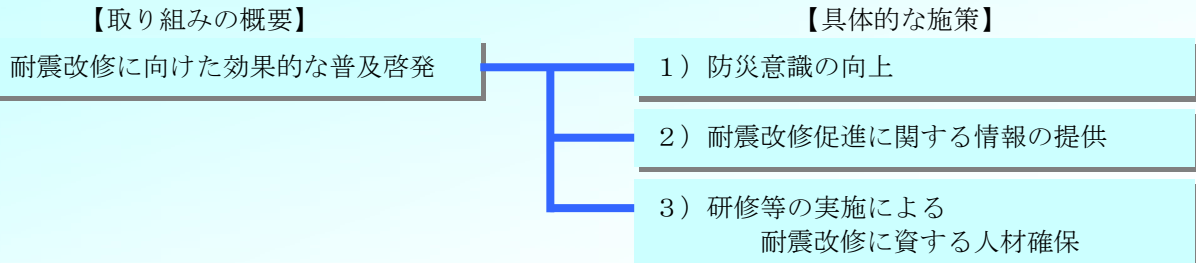 【取り組みの概要】
【具体的な施策】
耐震改修に向けた効果的な普及啓発
1）防災意識の向上
2）耐震改修促進に関する情報の提供
3）研修等の実施による
耐震改修に資する人材確保